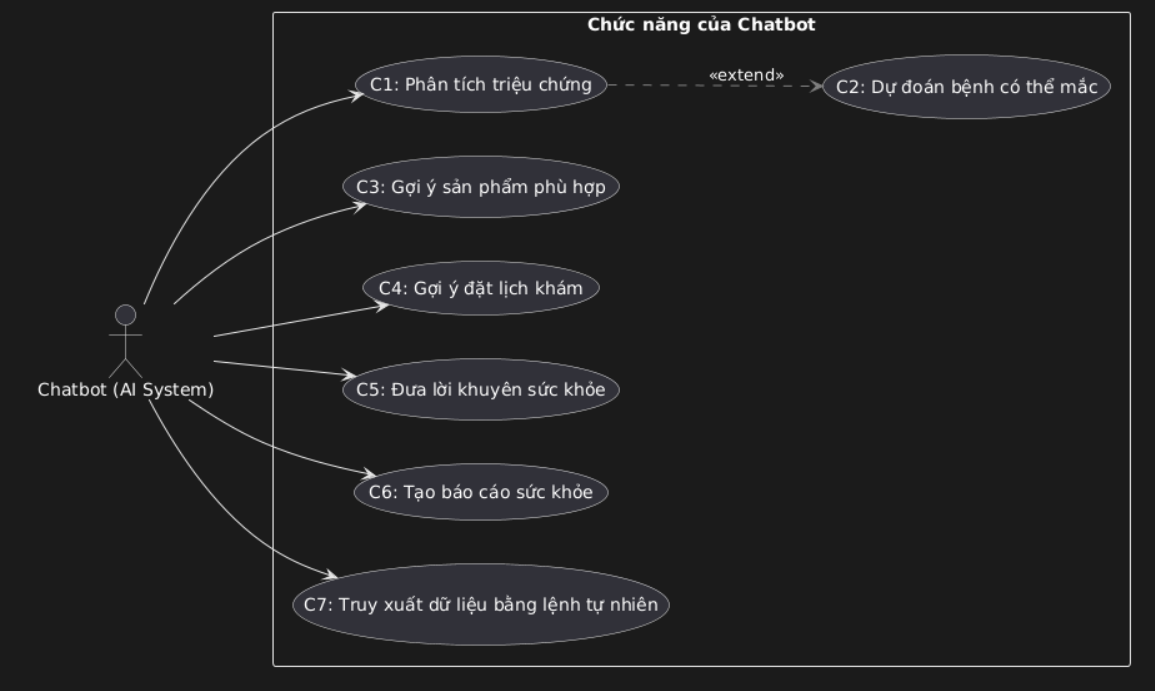 Chức năng của Chatbot
C1: Phân tích triệu chứng
«extend»
C2: Dự đoán bệnh có thể mắc
C3: Gợi ý sản phẩm phù hợp
C4: Gợi ý đặt lịch khám
Chatbot (AI System)
C5: Đưa lời khuyên sức khỏe
C6: Tạo báo cáo sức khỏe
C7: Truy xuất dữ liệu bằng lệnh tự nhiên